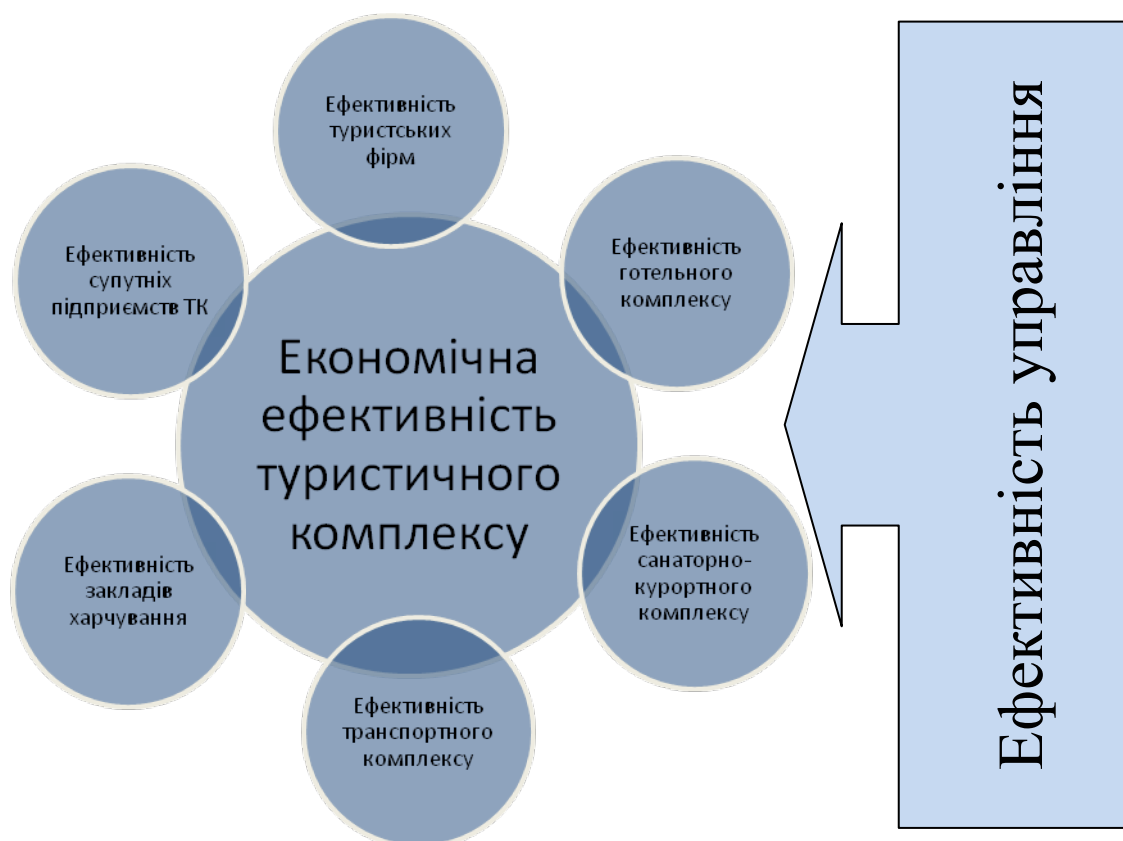 Ефективність
туристських
фірм
Ефективність
готельного
комплексу
Ефективність
санаторно-
курортного
комплексу
Ефективність
транспортного
комплексу
Ефективність
закладів
харчування
Ефективність
супутніх
підприємств ТК
Економічна
ефективність
туристичного
комплексу
Ефективність управління